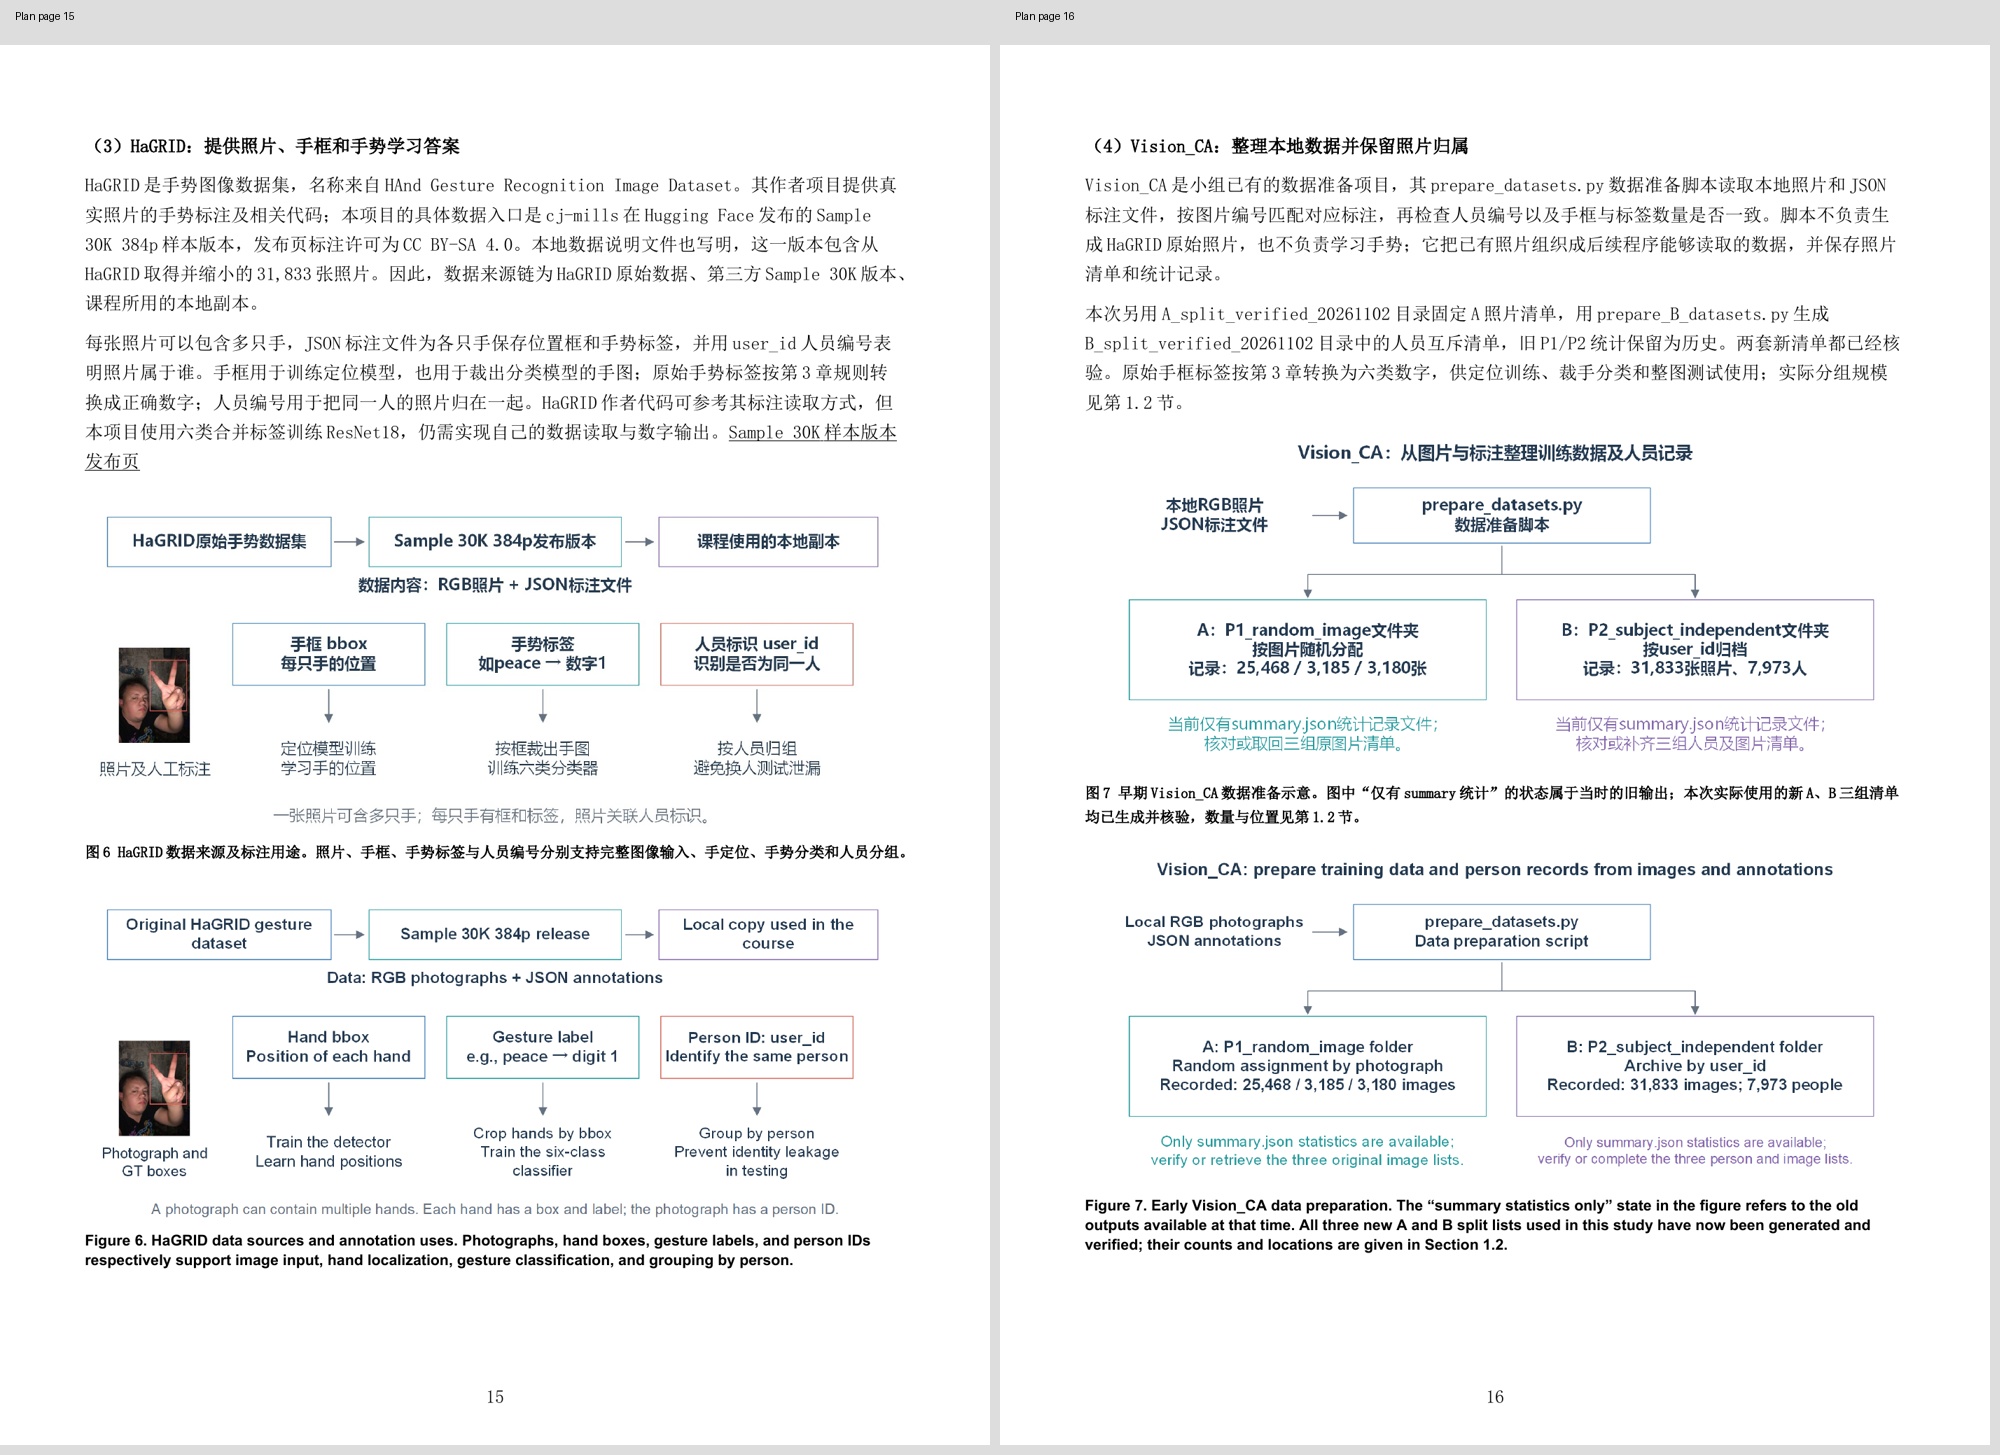 Plan page 15
（3）HaGRID：提供照片、手框和手势学习答案
HaGRID 是手势图像数据集，名称来自 HAnd Gesture Recognition Image Dataset。其作者项目提供真
实照片的手势标注及相关代码；本项目的具体数据入口是 cj-mills 在 Hugging Face 发布的 Sample
30K 384p 样本版本，发布页标注许可为 CC BY-SA 4.0。本地数据说明文件也写明，这一版本包含从
HaGRID 取得并缩小的 31,833 张照片。因此，数据来源链为 HaGRID 原始数据、第三方 Sample 30K 版本、
课程所用的本地副本。
每张照片可以包含多只手，JSON 标注文件为各只手保存位置框和手势标签，并用 user_id 人员编号表
明照片属于谁。手框用于训练定位模型，也用于裁出分类模型的手图；原始手势标签按第 3 章规则转
换成正确数字；人员编号用于把同一人的照片归在一起。HaGRID 作者代码可参考其标注读取方式，但
本项目使用六类合并标签训练 ResNet18，仍需实现自己的数据读取与数字输出。Sample 30K 样本版本
发布页
HaGRID原始手势数据集
Sample 30K 384p发布版本
课程使用的本地副本
数据内容：RGB照片 + JSON标注文件
手框 bbox
每只手的位置
手势标签
如peace → 数字1
人员标识 user_id
识别是否为同一人
照片及人工标注
定位模型训练
学习手的位置
按框裁出手图
训练六类分类器
按人员归组
避免换人测试泄漏
一张照片可含多只手；每只手有框和标签，照片关联人员标识。
图 6 HaGRID 数据来源及标注用途。照片、手框、手势标签与人员编号分别支持完整图像输入、手定位、手势分类和人员分组。
Original HaGRID gesture
dataset
Sample 30K 384p release
Local copy used in the
course
Data: RGB photographs + JSON annotations
Hand bbox
Position of each hand
Gesture label
e.g., peace → digit 1
Person ID: user_id
Identify the same person
Photograph and
GT boxes
Train the detector
Learn hand positions
Crop hands by bbox
Train the six-class
classifier
Group by person
Prevent identity leakage
in testing
A photograph can contain multiple hands. Each hand has a box and label; the photograph has a person ID.
Figure 6. HaGRID data sources and annotation uses. Photographs, hand boxes, gesture labels, and person IDs
respectively support image input, hand localization, gesture classification, and grouping by person.
15
Plan page 16
（4）Vision_CA：整理本地数据并保留照片归属
Vision_CA 是小组已有的数据准备项目，其 prepare_datasets.py 数据准备脚本读取本地照片和 JSON
标注文件，按图片编号匹配对应标注，再检查人员编号以及手框与标签数量是否一致。脚本不负责生
成 HaGRID 原始照片，也不负责学习手势；它把已有照片组织成后续程序能够读取的数据，并保存照片
清单和统计记录。
本次另用 A_split_verified_20261102 目录固定 A 照片清单，用 prepare_B_datasets.py 生成
B_split_verified_20261102 目录中的人员互斥清单，旧 P1/P2 统计保留为历史。两套新清单都已经核
验。原始手框标签按第 3 章转换为六类数字，供定位训练、裁手分类和整图测试使用；实际分组规模
见第 1.2 节。
Vision_CA：从图片与标注整理训练数据及人员记录
本地RGB照片
JSON标注文件
prepare_datasets.py
数据准备脚本
A：P1_random_image文件夹
按图片随机分配
记录：25,468 / 3,185 / 3,180张
B：P2_subject_independent文件夹
按user_id归档
记录：31,833张照片、7,973人
当前仅有summary.json统计记录文件；
核对或取回三组原图片清单。
当前仅有summary.json统计记录文件；
核对或补齐三组人员及图片清单。
图 7 早期 Vision_CA 数据准备示意。图中“仅有 summary 统计”的状态属于当时的旧输出；本次实际使用的新 A、B 三组清单
均已生成并核验，数量与位置见第 1.2 节。
Vision_CA: prepare training data and person records from images and annotations
Local RGB photographs
JSON annotations
prepare_datasets.py
Data preparation script
A: P1_random_image folder
Random assignment by photograph
Recorded: 25,468 / 3,185 / 3,180 images
B: P2_subject_independent folder
Archive by user_id
Recorded: 31,833 images; 7,973 people
Only summary.json statistics are available;
verify or retrieve the three original image lists.
Only summary.json statistics are available;
verify or complete the three person and image lists.
Figure 7. Early Vision_CA data preparation. The “summary statistics only” state in the figure refers to the old
outputs available at that time. All three new A and B split lists used in this study have now been generated and
verified; their counts and locations are given in Section 1.2.
16